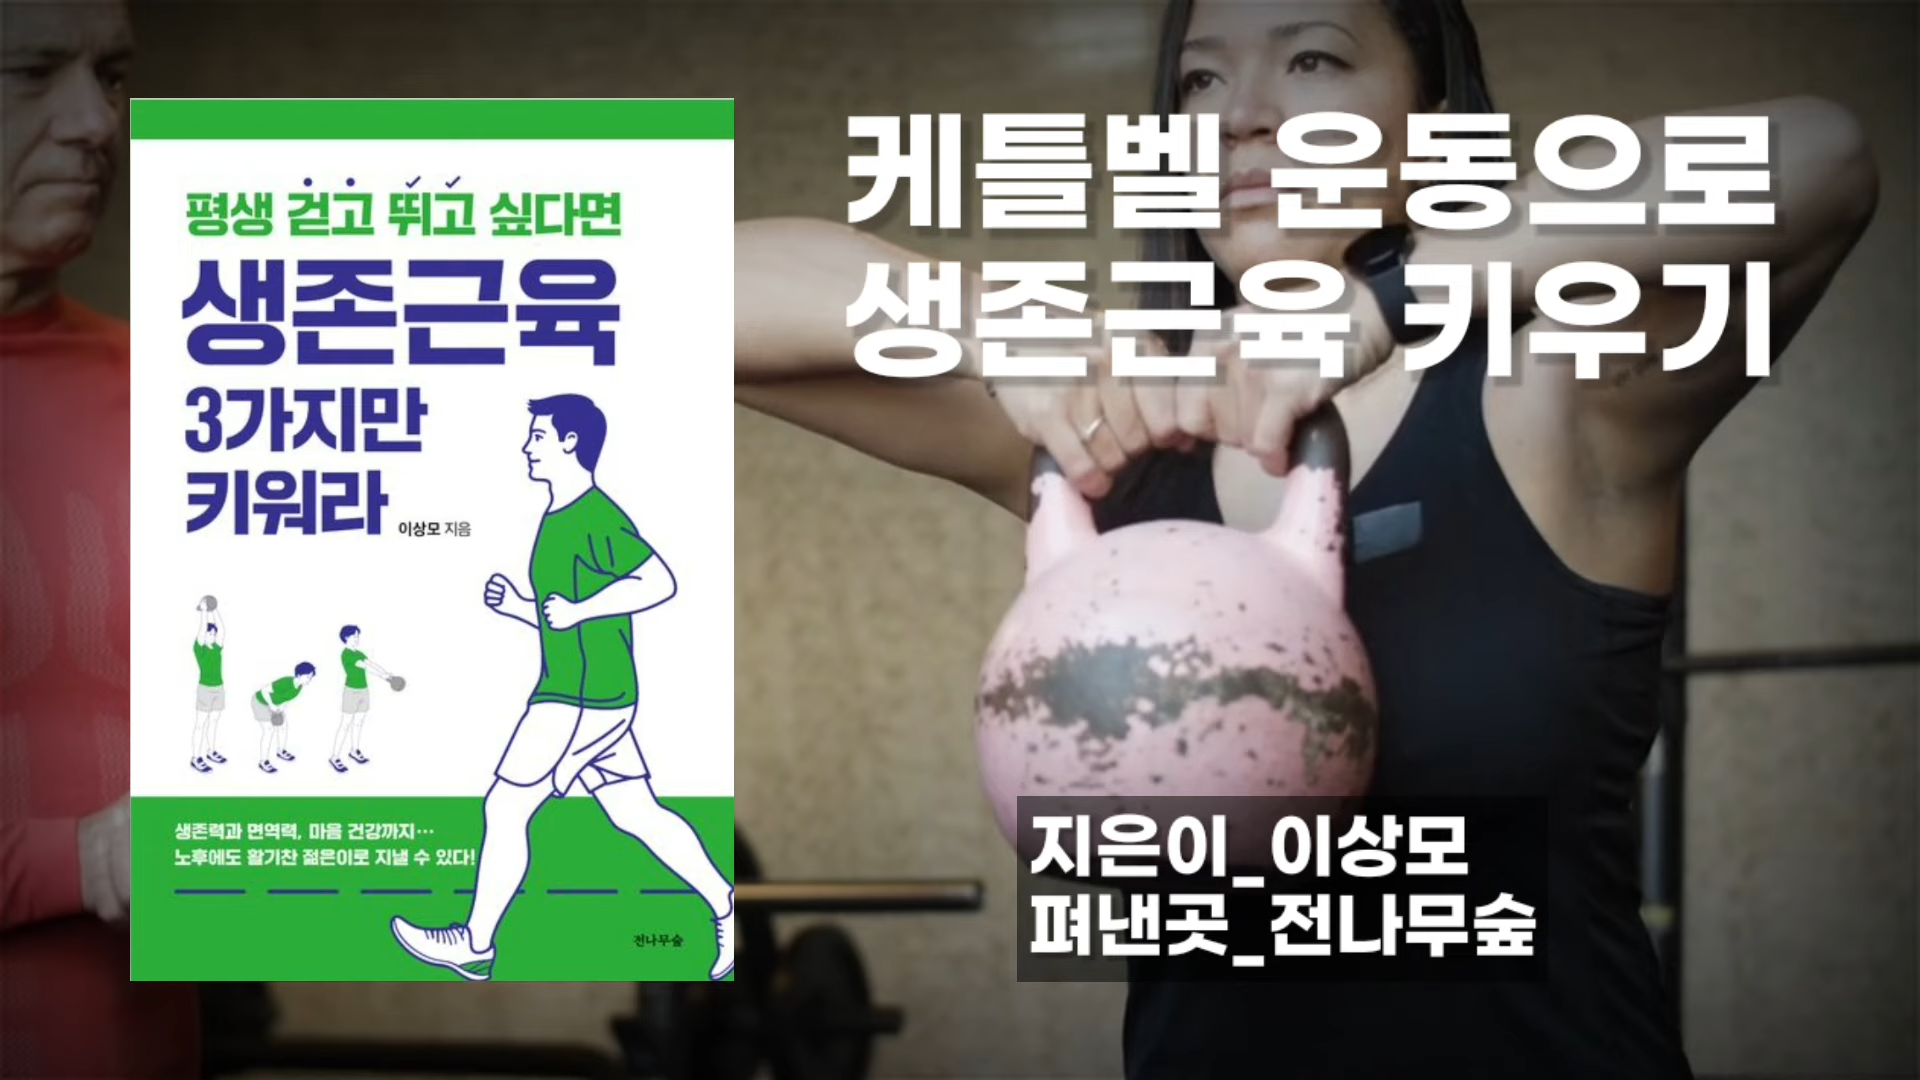 평생 걷고 뛰고 싶다면
생존근육
3가지만
키워라
이상모 지음
생존력과 면역력, 마음 건강까지…
노후에도 활기찬 젊은이로 지낼 수 있다!
전나무숲
케틀벨 운동으로
생존근육 키우기
지은이_이상모
펴낸곳_전나무숲